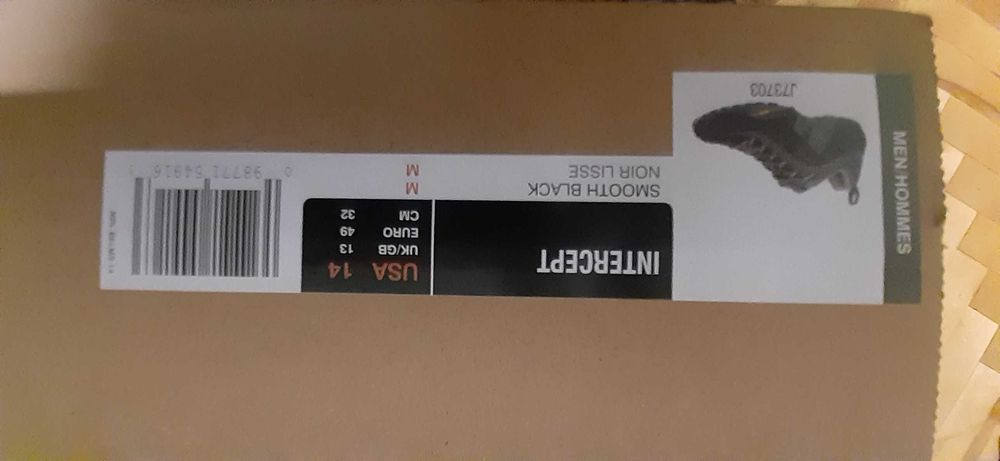 MEN HOMMES
J73703
INTERCEPT
SMOOTH BLACK
NOIR LISSE
USA 14
UK/GB 13
EURO 49
CM 32
M
M
0 98771 54916